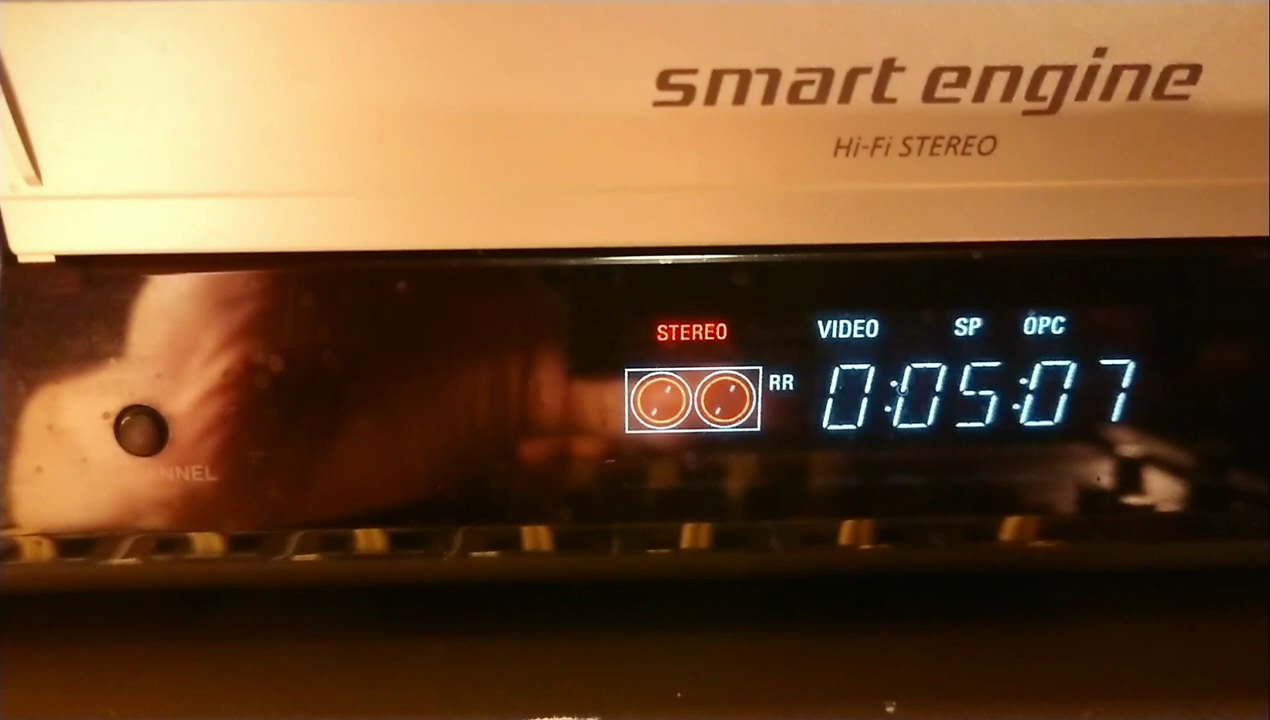 smart engine
Hi-Fi STEREO
STEREO VIDEO SP OPC
RR 0:05:07